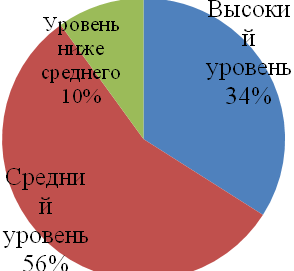 Высоки
й
уровень
34%
Уровень
ниже
среднего
10%
Средни
й
уровень
56%